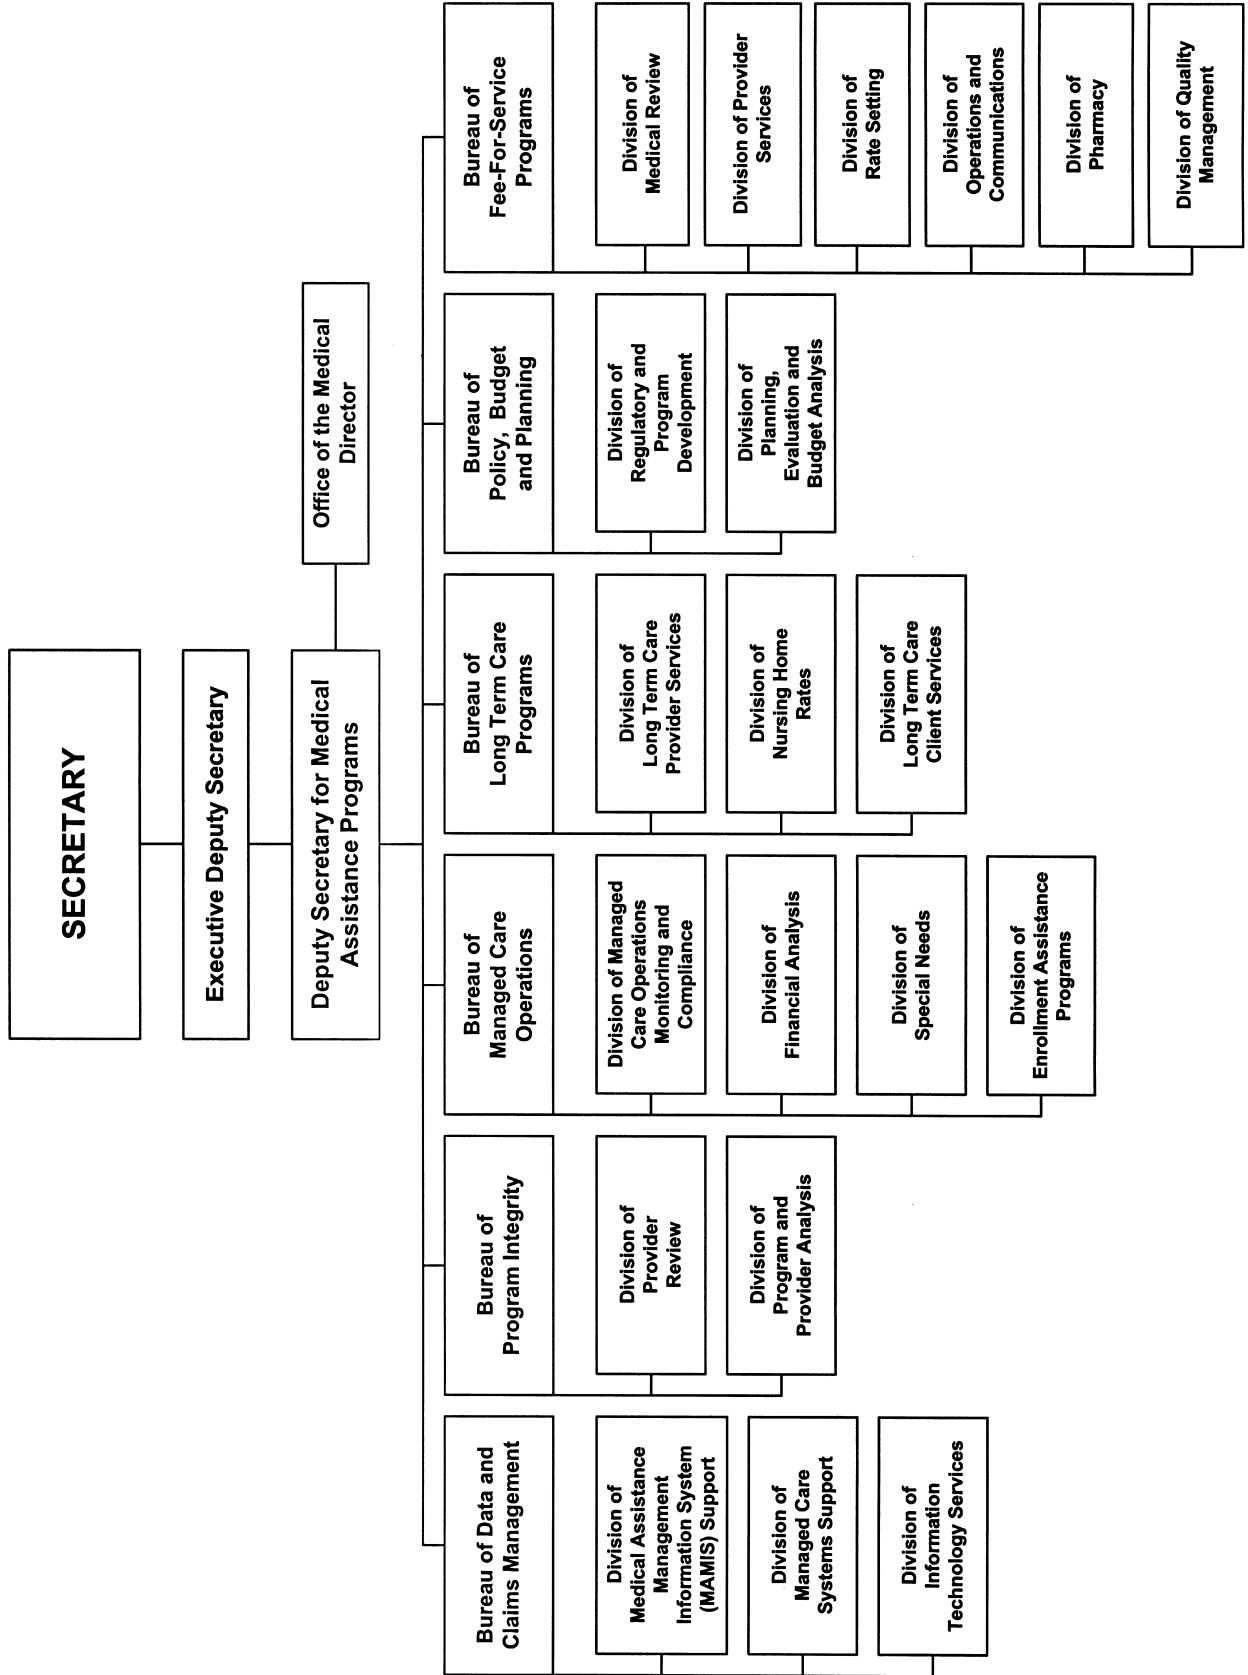 SECRETARY
Executive Deputy Secretary
Deputy Secretary for Medical
Assistance Programs
Office of the Medical
Director
Bureau of Data and
Claims Management
Division of
Medical Assistance
Management
Information System
(MAMIS) Support
Division of
Managed Care
Systems Support
Division of
Information
Technology Services
Bureau of
Program Integrity
Division of
Provider
Review
Division of
Program and
Provider Analysis
Bureau of
Managed Care
Operations
Division of Managed
Care Operations
Monitoring and
Compliance
Division of
Financial Analysis
Division of
Special Needs
Division of
Enrollment Assistance
Programs
Bureau of
Long Term Care
Programs
Division of
Long Term Care
Provider Services
Division of
Nursing Home
Rates
Division of
Long Term Care
Client Services
Bureau of
Policy, Budget
and Planning
Division of
Regulatory and
Program
Development
Division of
Planning,
Evaluation and
Budget Analysis
Bureau of
Fee-For-Service
Programs
Division of
Medical Review
Division of Provider
Services
Division of
Rate Setting
Division of
Operations and
Communications
Division of
Pharmacy
Division of Quality
Management